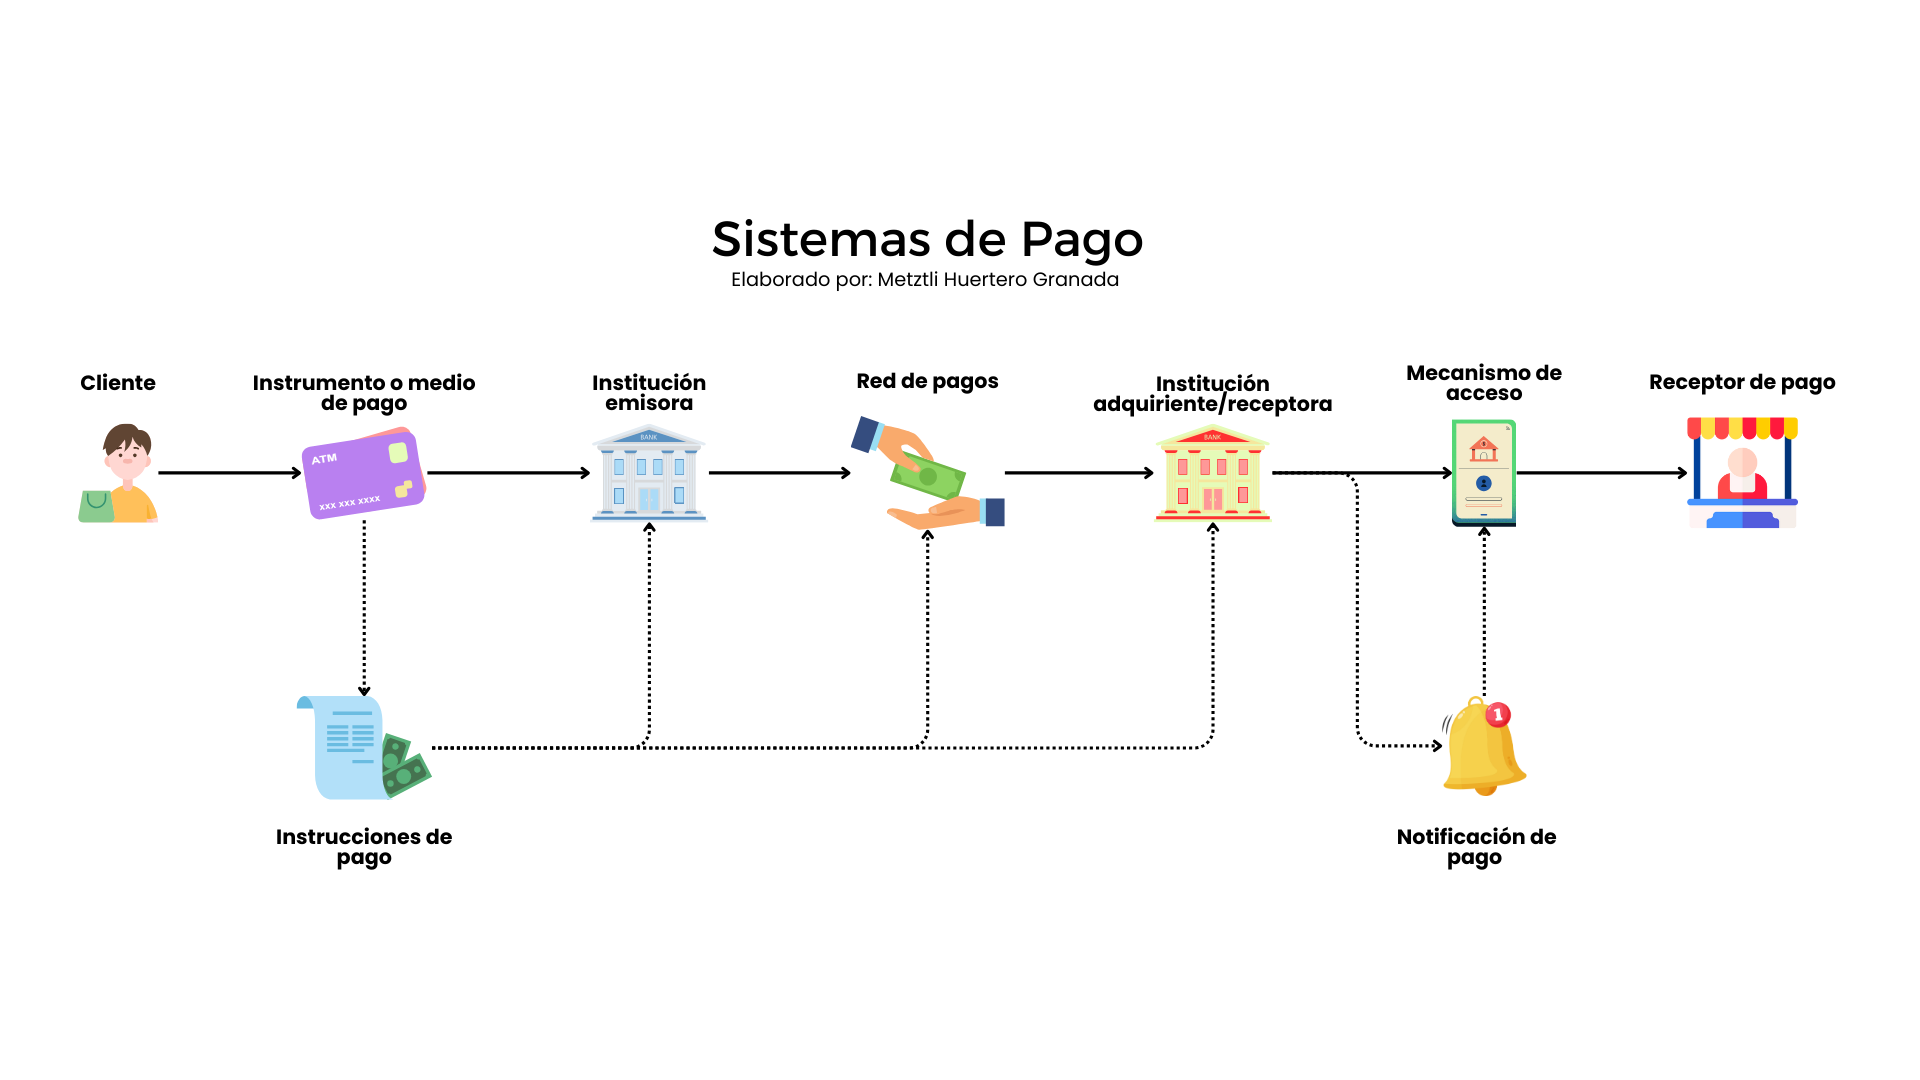 Sistemas de Pago
Elaborado por: Metztli Huertero Granada
Cliente
Instrumento o medio
de pago
Institución
emisora
Red de pagos
Institución
adquiriente/receptora
Mecanismo de
acceso
Receptor de pago
ATM
xxx xxx xxxx
BANK
BANK
1
Instrucciones de
pago
Notificación de
pago